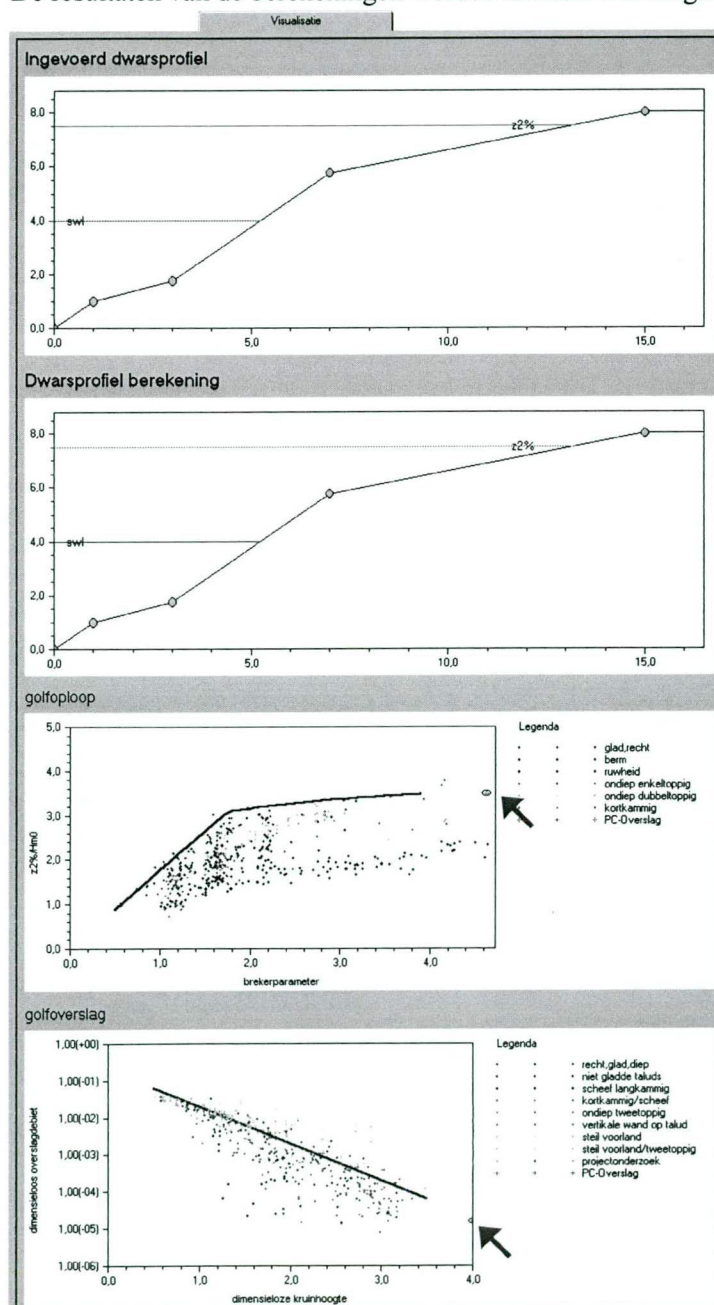 Visualisatie
Ingevoerd dwarsprofiel
8,0
z2%
6,0
4,0
swl
2,0
0,0
0,0 5,0 10,0 15,0
Dwarsprofiel berekening
8,0
z2%
6,0
4,0
swl
2,0
0,0
0,0 5,0 10,0 15,0
golfoploop
5,0
4,0
3,0
2,0
1,0
0,0
z2%/Hm0
0,0 1,0 2,0 3,0 4,0
brekerparameter
Legenda
glad,recht
berm
ruwheid
ondiep enkeltoppig
ondiep dubbeltoppig
kortkammig
PC-Overslag
golfoverslag
1,00(+00)
1,00(-01)
1,00(-02)
1,00(-03)
1,00(-04)
1,00(-05)
1,00(-06)
dimensieloos overslagdebiet
0,0 1,0 2,0 3,0 4,0
dimensieloze kruinhoogte
Legenda
recht,glad,diep
niet gladde taluds
scheef langkammig
kortkammig/scheef
ondiep tweetoppig
vertikale wand op talud
steil voorland
steil voorland/tweetoppig
projectonderzoek
PC-Overslag